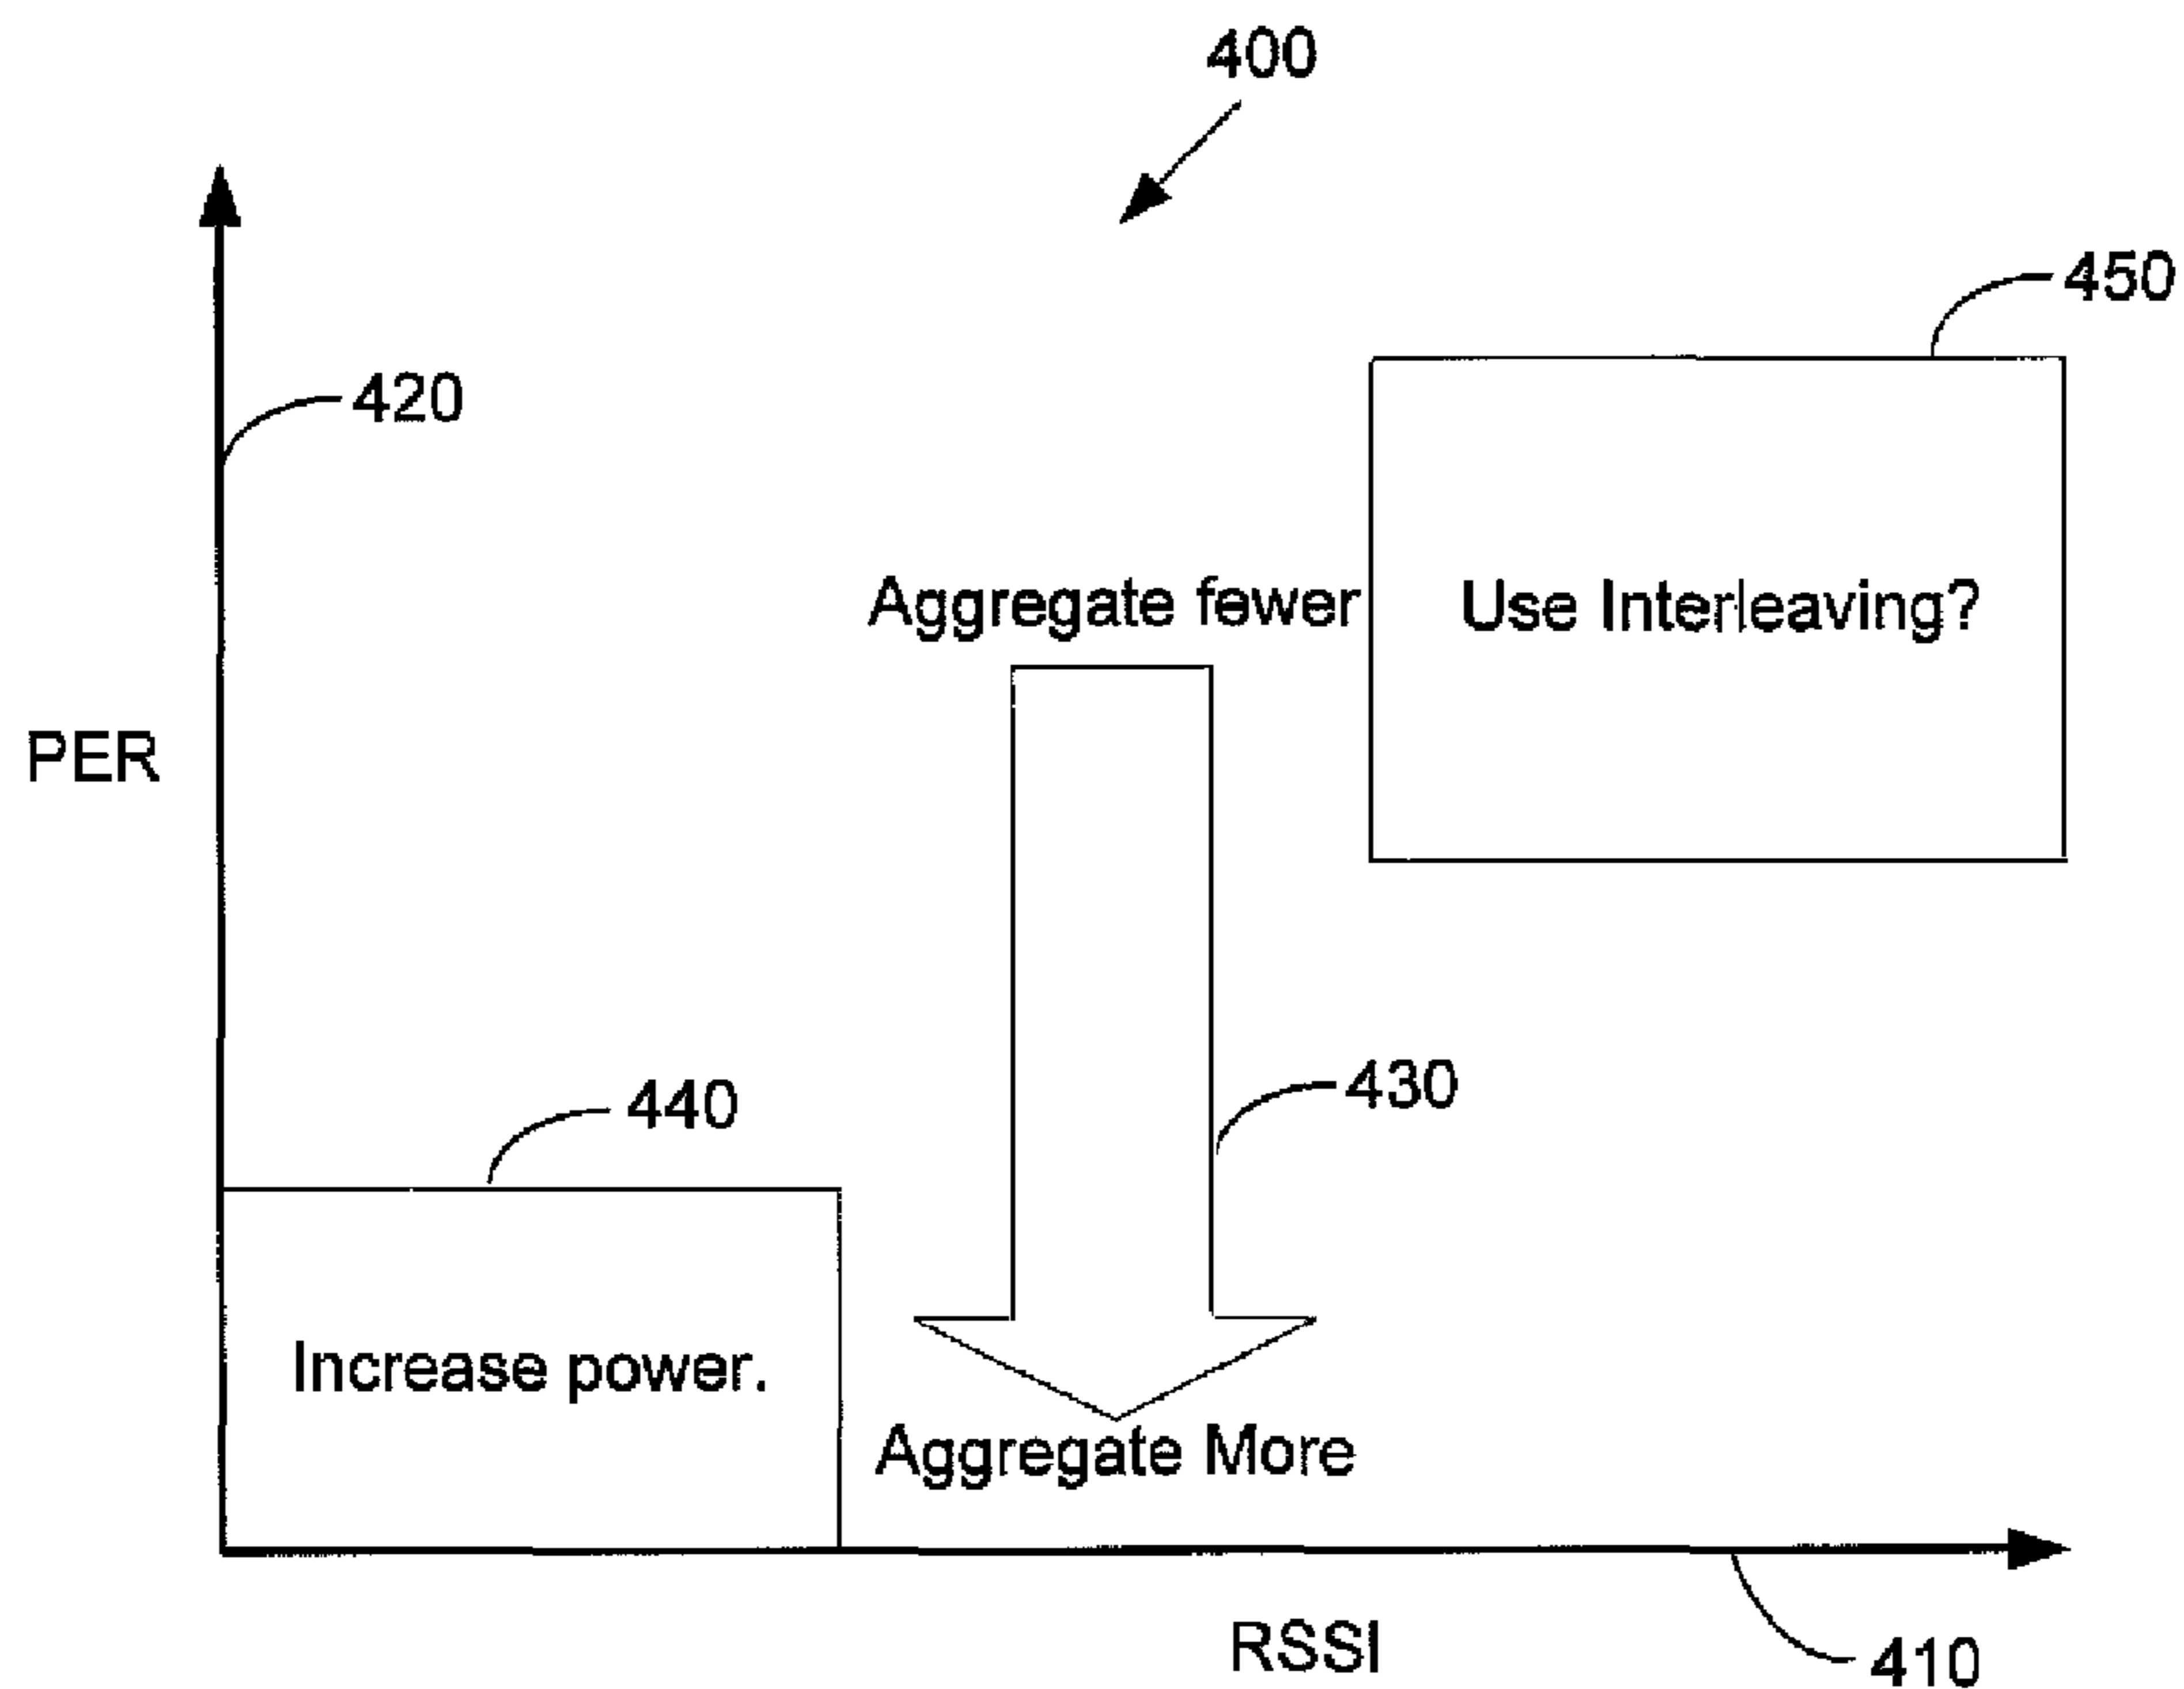 400
450
420
Aggregate fewer
Use Interleaving?
PER
430
440
Increase power.
Aggregate More
RSSI
410